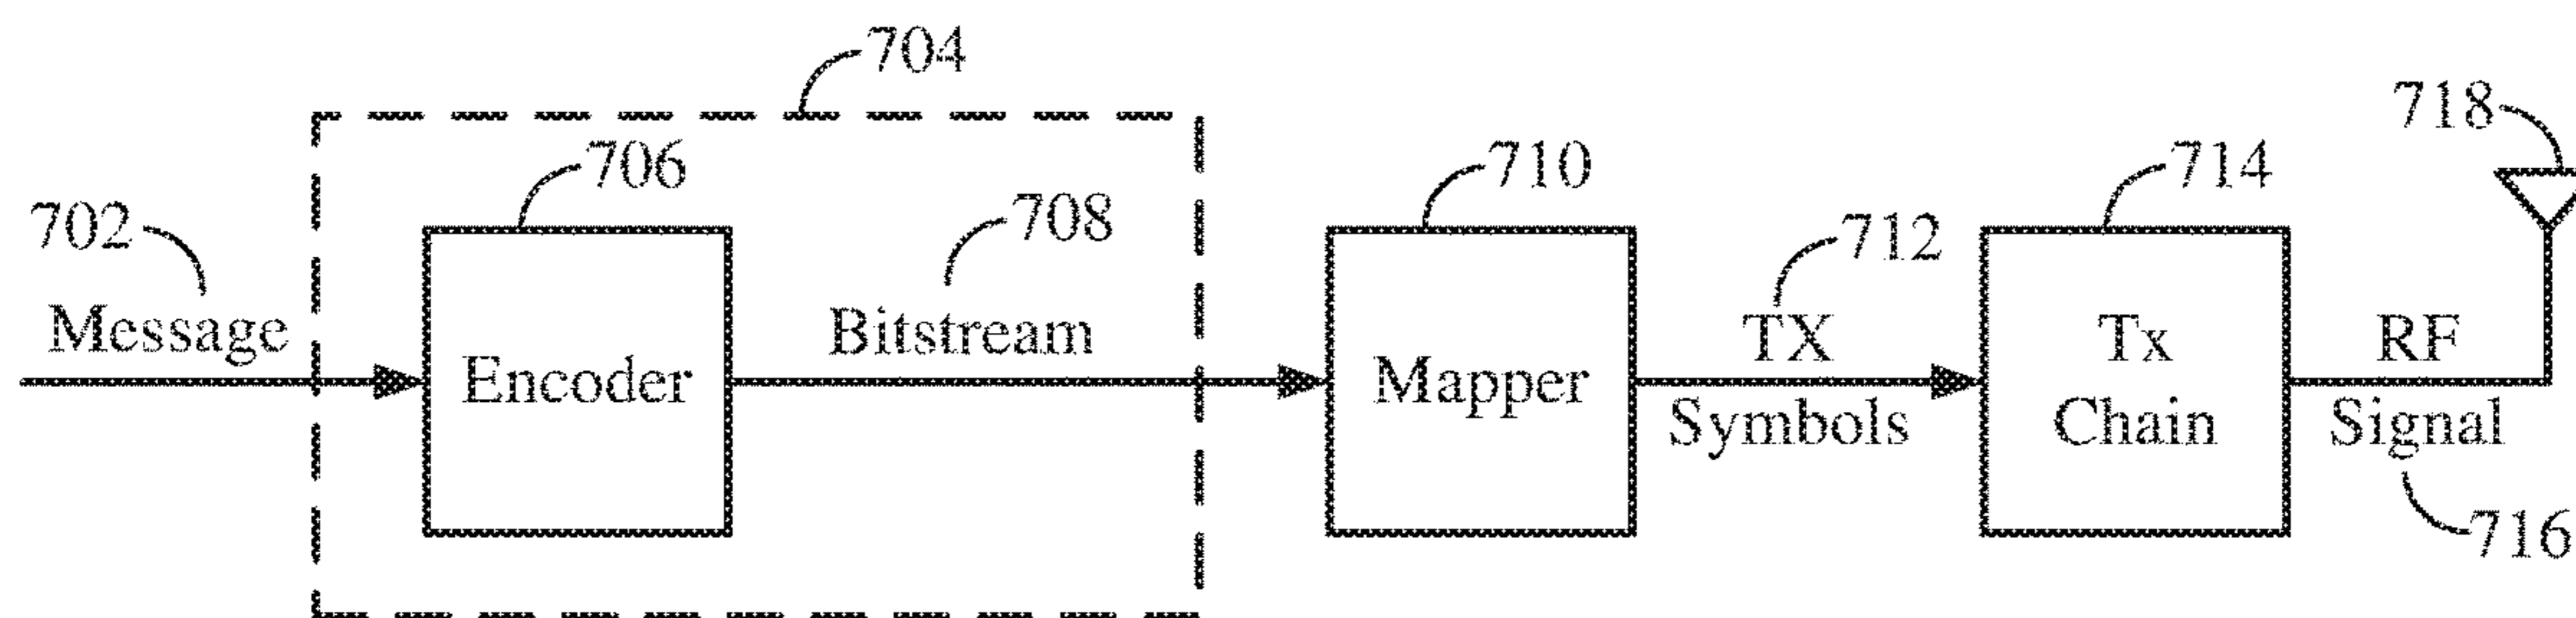 704
718
706
710
714
702
708
712
Message
Encoder
Bitstream
Mapper
TX
Symbols
Tx
Chain
RF
Signal
716